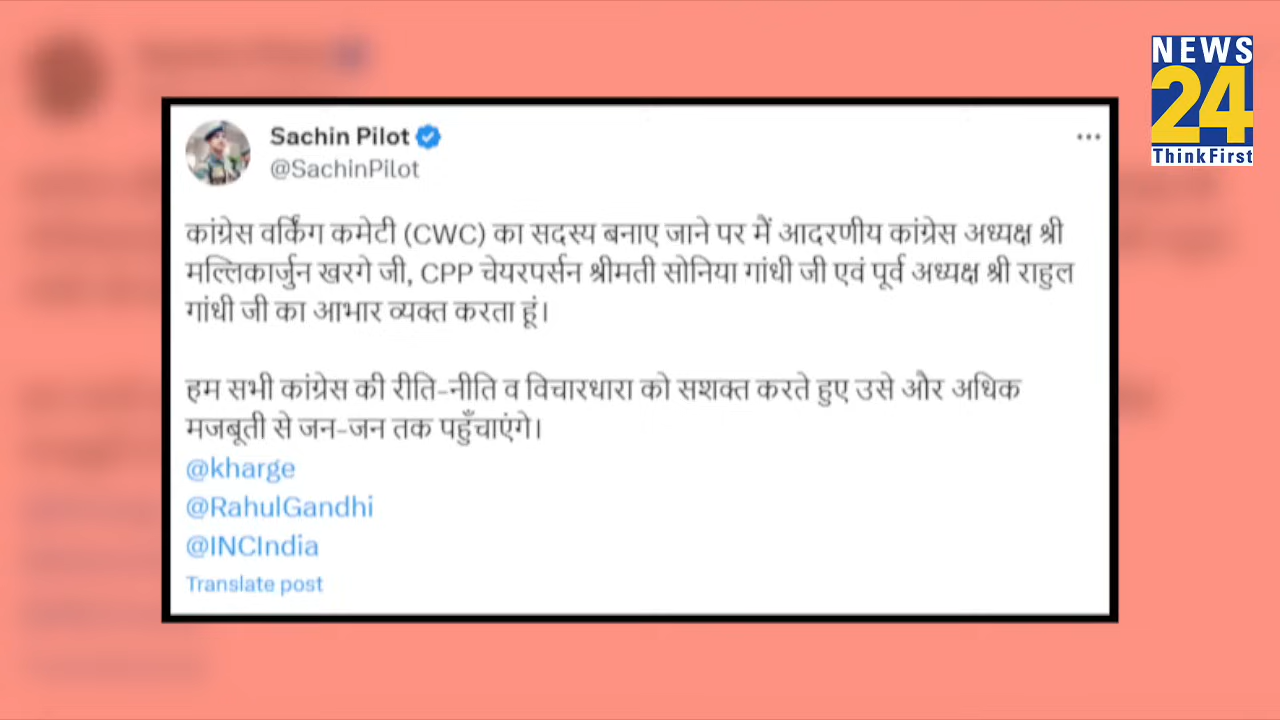 NEWS
24
ThinkFirst
Sachin Pilot
@SachinPilot
कांग्रेस वर्किंग कमेटी (CWC) का सदस्य बनाए जाने पर मैं आदरणीय कांग्रेस अध्यक्ष श्री
मल्लिकार्जुन खरगे जी, CPP चेयरपर्सन श्रीमती सोनिया गांधी जी एवं पूर्व अध्यक्ष श्री राहुल
गांधी जी का आभार व्यक्त करता हूं।
हम सभी कांग्रेस की रीति-नीति व विचारधारा को सशक्त करते हुए उसे और अधिक
मजबूती से जन-जन तक पहुँचाएंगे।
@kharge
@RahulGandhi
@INCIndia
Translate post